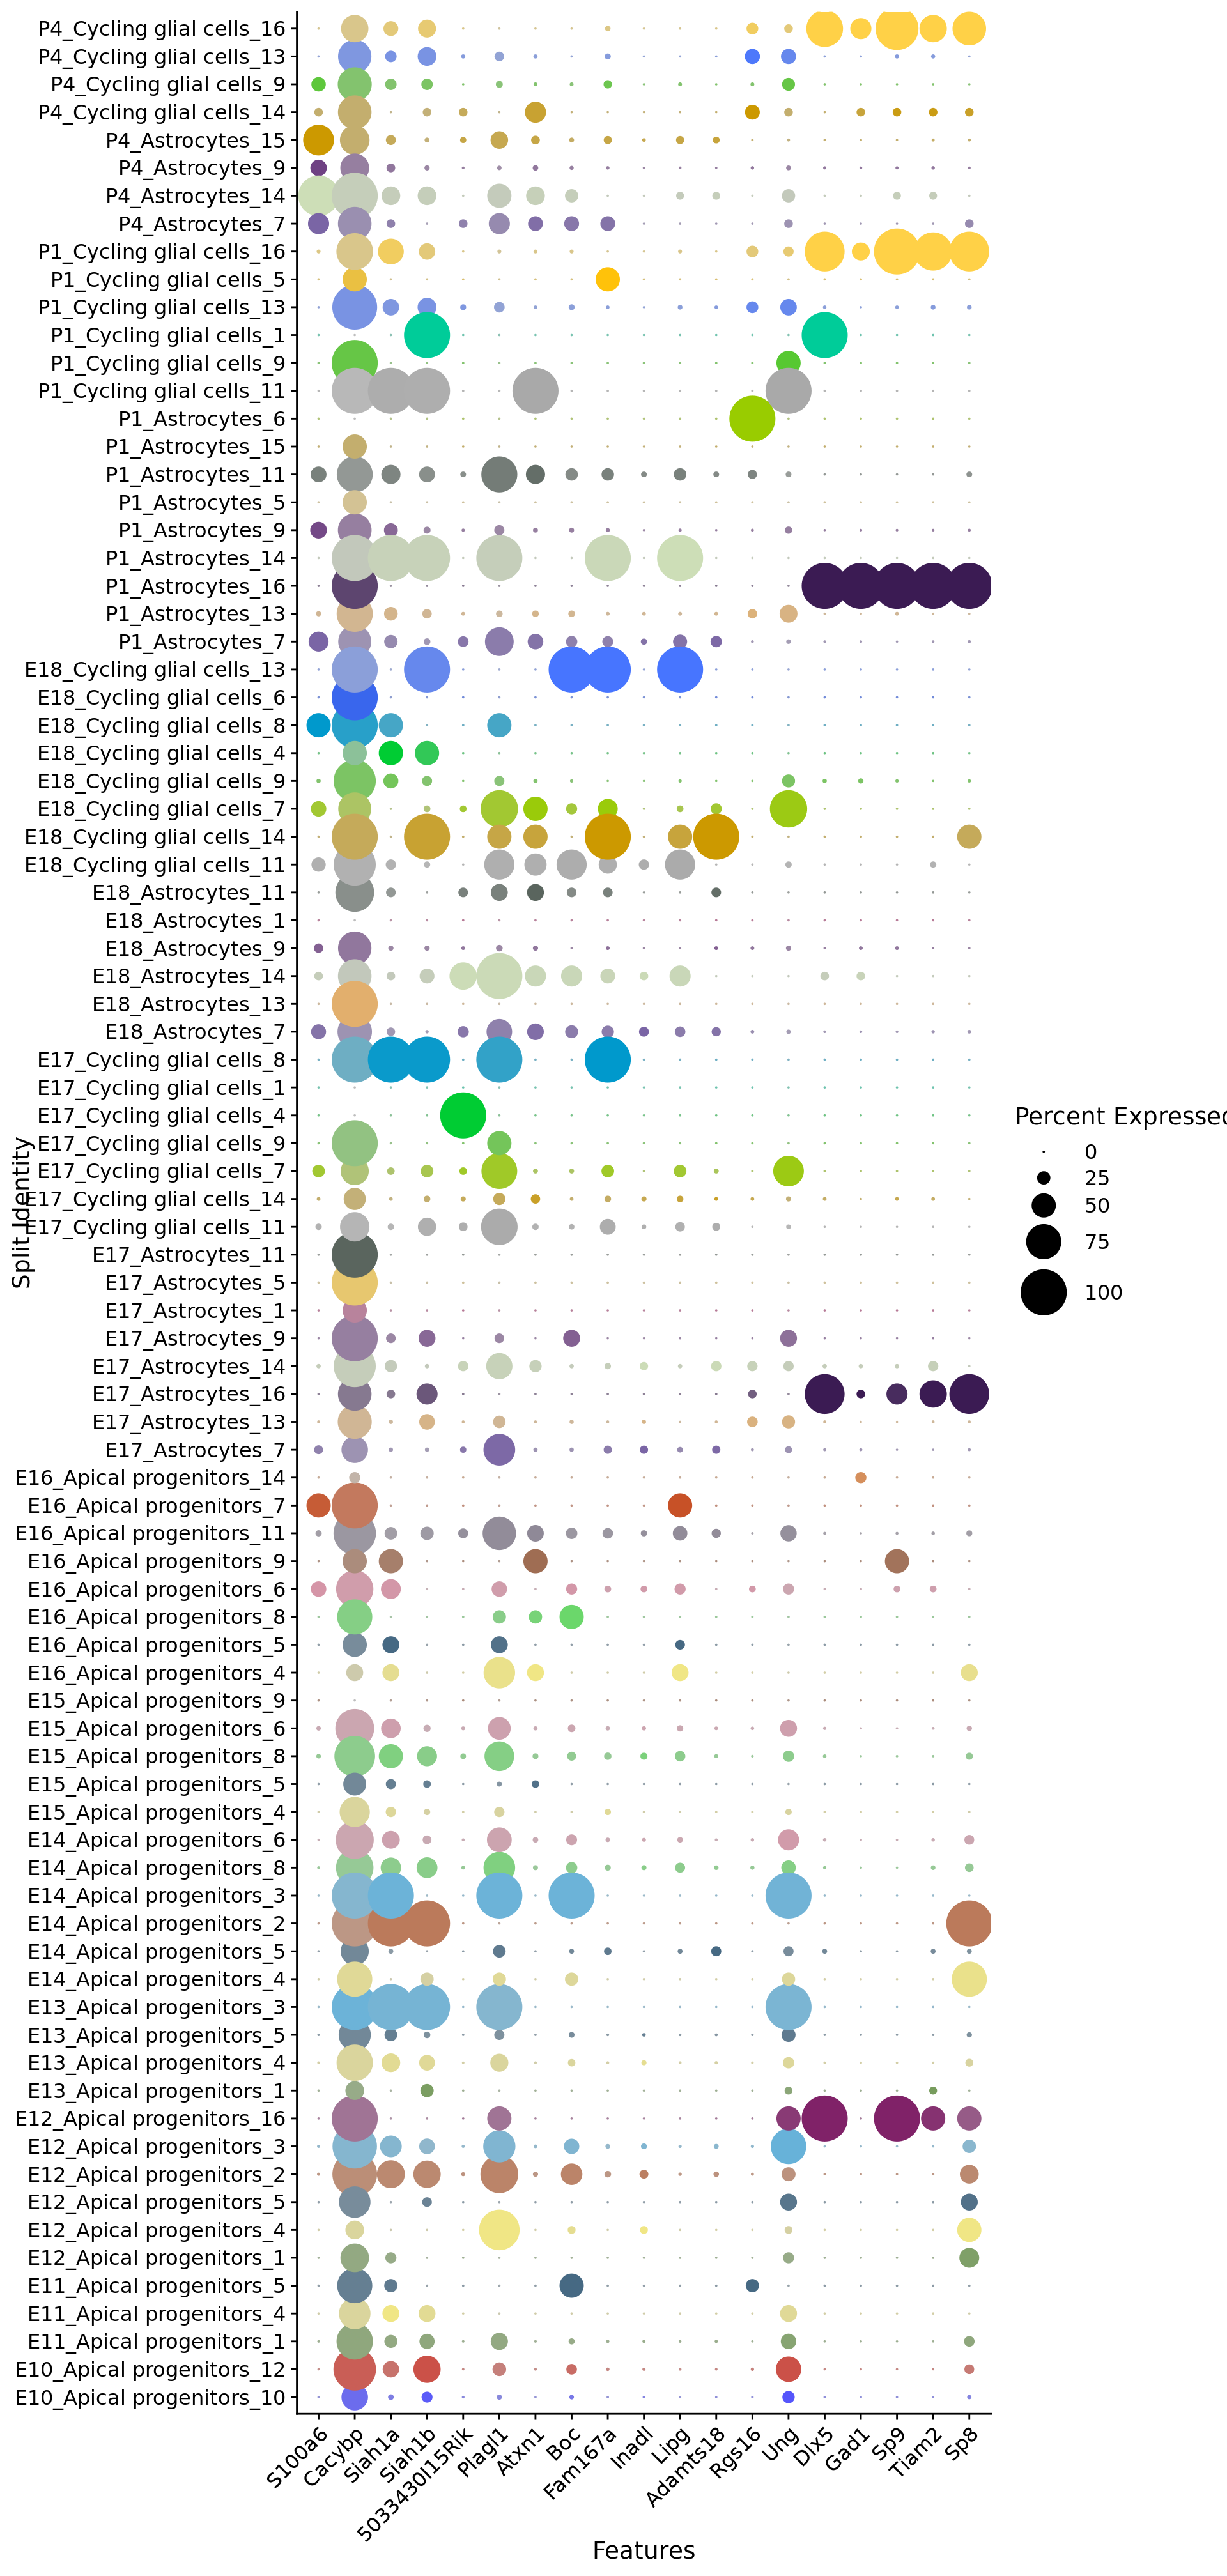 P4_Cycling glial cells_16
P4_Cycling glial cells_13
P4_Cycling glial cells_9
P4_Cycling glial cells_14
P4_Astrocytes_15
P4_Astrocytes_9
P4_Astrocytes_14
P4_Astrocytes_7
P1_Cycling glial cells_16
P1_Cycling glial cells_5
P1_Cycling glial cells_13
P1_Cycling glial cells_1
P1_Cycling glial cells_9
P1_Cycling glial cells_11
P1_Astrocytes_6
P1_Astrocytes_15
P1_Astrocytes_11
P1_Astrocytes_5
P1_Astrocytes_9
P1_Astrocytes_14
P1_Astrocytes_16
P1_Astrocytes_13
P1_Astrocytes_7
E18_Cycling glial cells_13
E18_Cycling glial cells_6
E18_Cycling glial cells_8
E18_Cycling glial cells_4
E18_Cycling glial cells_9
E18_Cycling glial cells_7
E18_Cycling glial cells_14
E18_Cycling glial cells_11
E18_Astrocytes_11
E18_Astrocytes_1
E18_Astrocytes_9
E18_Astrocytes_14
E18_Astrocytes_13
E18_Astrocytes_7
E17_Cycling glial cells_8
E17_Cycling glial cells_1
E17_Cycling glial cells_4
E17_Cycling glial cells_9
E17_Cycling glial cells_7
E17_Cycling glial cells_14
E17_Cycling glial cells_11
E17_Astrocytes_11
E17_Astrocytes_5
E17_Astrocytes_1
E17_Astrocytes_9
E17_Astrocytes_14
E17_Astrocytes_16
E17_Astrocytes_13
E17_Astrocytes_7
E16_Apical progenitors_14
E16_Apical progenitors_7
E16_Apical progenitors_11
E16_Apical progenitors_9
E16_Apical progenitors_6
E16_Apical progenitors_8
E16_Apical progenitors_5
E16_Apical progenitors_4
E15_Apical progenitors_9
E15_Apical progenitors_6
E15_Apical progenitors_8
E15_Apical progenitors_5
E15_Apical progenitors_4
E14_Apical progenitors_6
E14_Apical progenitors_8
E14_Apical progenitors_3
E14_Apical progenitors_2
E14_Apical progenitors_5
E14_Apical progenitors_4
E13_Apical progenitors_3
E13_Apical progenitors_5
E13_Apical progenitors_4
E13_Apical progenitors_1
E12_Apical progenitors_16
E12_Apical progenitors_3
E12_Apical progenitors_2
E12_Apical progenitors_5
E12_Apical progenitors_4
E12_Apical progenitors_1
E11_Apical progenitors_5
E11_Apical progenitors_4
E11_Apical progenitors_1
E10_Apical progenitors_12
E10_Apical progenitors_10
Split Identity
S100a6
Cacybp
Siah1a
Siah1b
5033430I15Rik
Plagl1
Atxn1
Boc
Fam167a
Inadl
Lipg
Adamts18
Rgs16
Ung
Dlx5
Gad1
Sp9
Tiam2
Sp8
Features
Percent Expressed
0
25
50
75
100